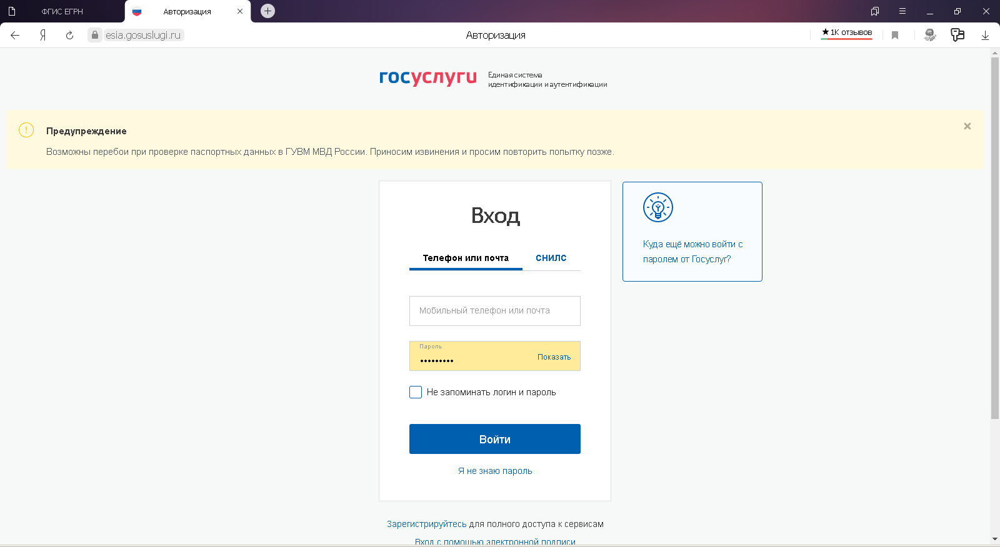 ФГИС ЕГРН
Авторизация
Я
esia.gosuslugi.ru
Авторизация
★1K отзывов
госуслуги
Единая система
идентификации и аутентификации
Предупреждение
Возможны перебои при проверке паспортных данных в ГУВМ МВД России. Приносим извинения и просим повторить попытку позже.
Вход
Телефон или почта
СНИЛС
Мобильный телефон или почта
Пароль
Показать
Не запоминать логин и пароль
Войти
Я не знаю пароль
Куда ещё можно войти с
паролем от Госуслуг?
Зарегистрируйтесь для полного доступа к сервисам
Вход с помощью электронной подписи